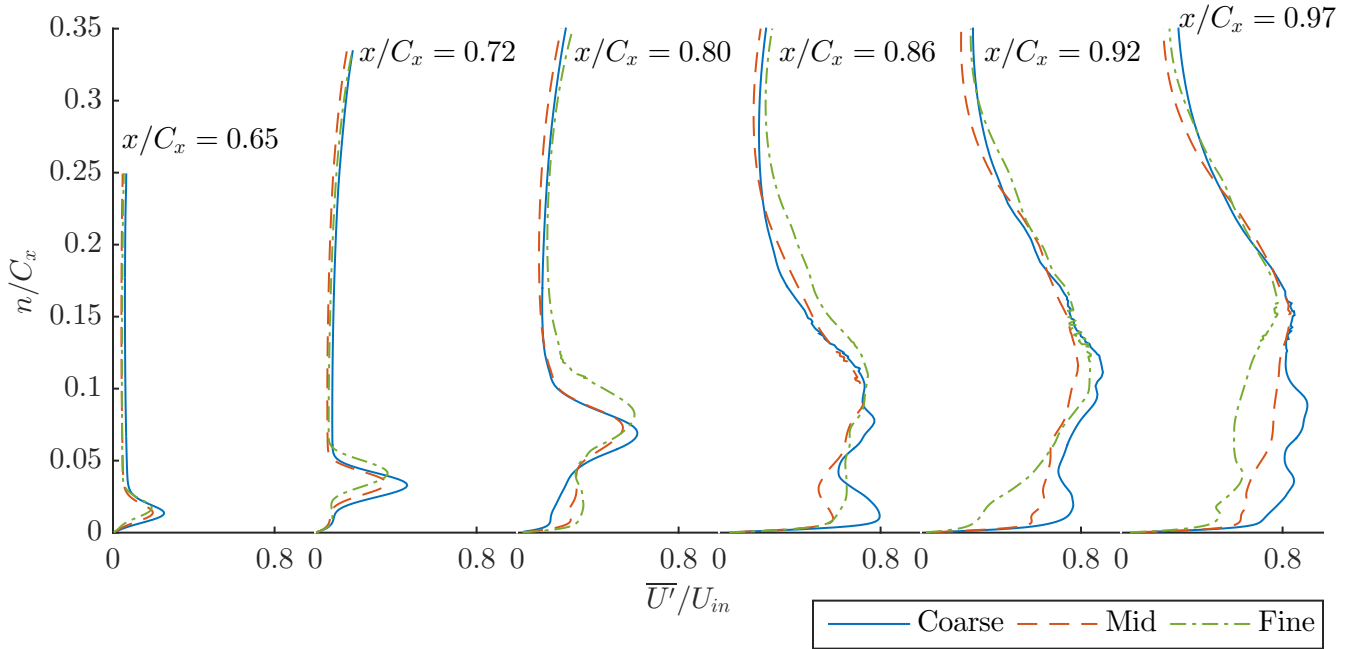 0.35
0.3
0.25
0.2
0.15
0.1
0.05
0
n/C_x
x/C_x = 0.65
x/C_x = 0.72
x/C_x = 0.80
x/C_x = 0.86
x/C_x = 0.92
x/C_x = 0.97
0 0.8 0 0.8 0 0.8 0 0.8 0 0.8 0 0.8
\overline{U'}/U_{in}
Coarse Mid Fine